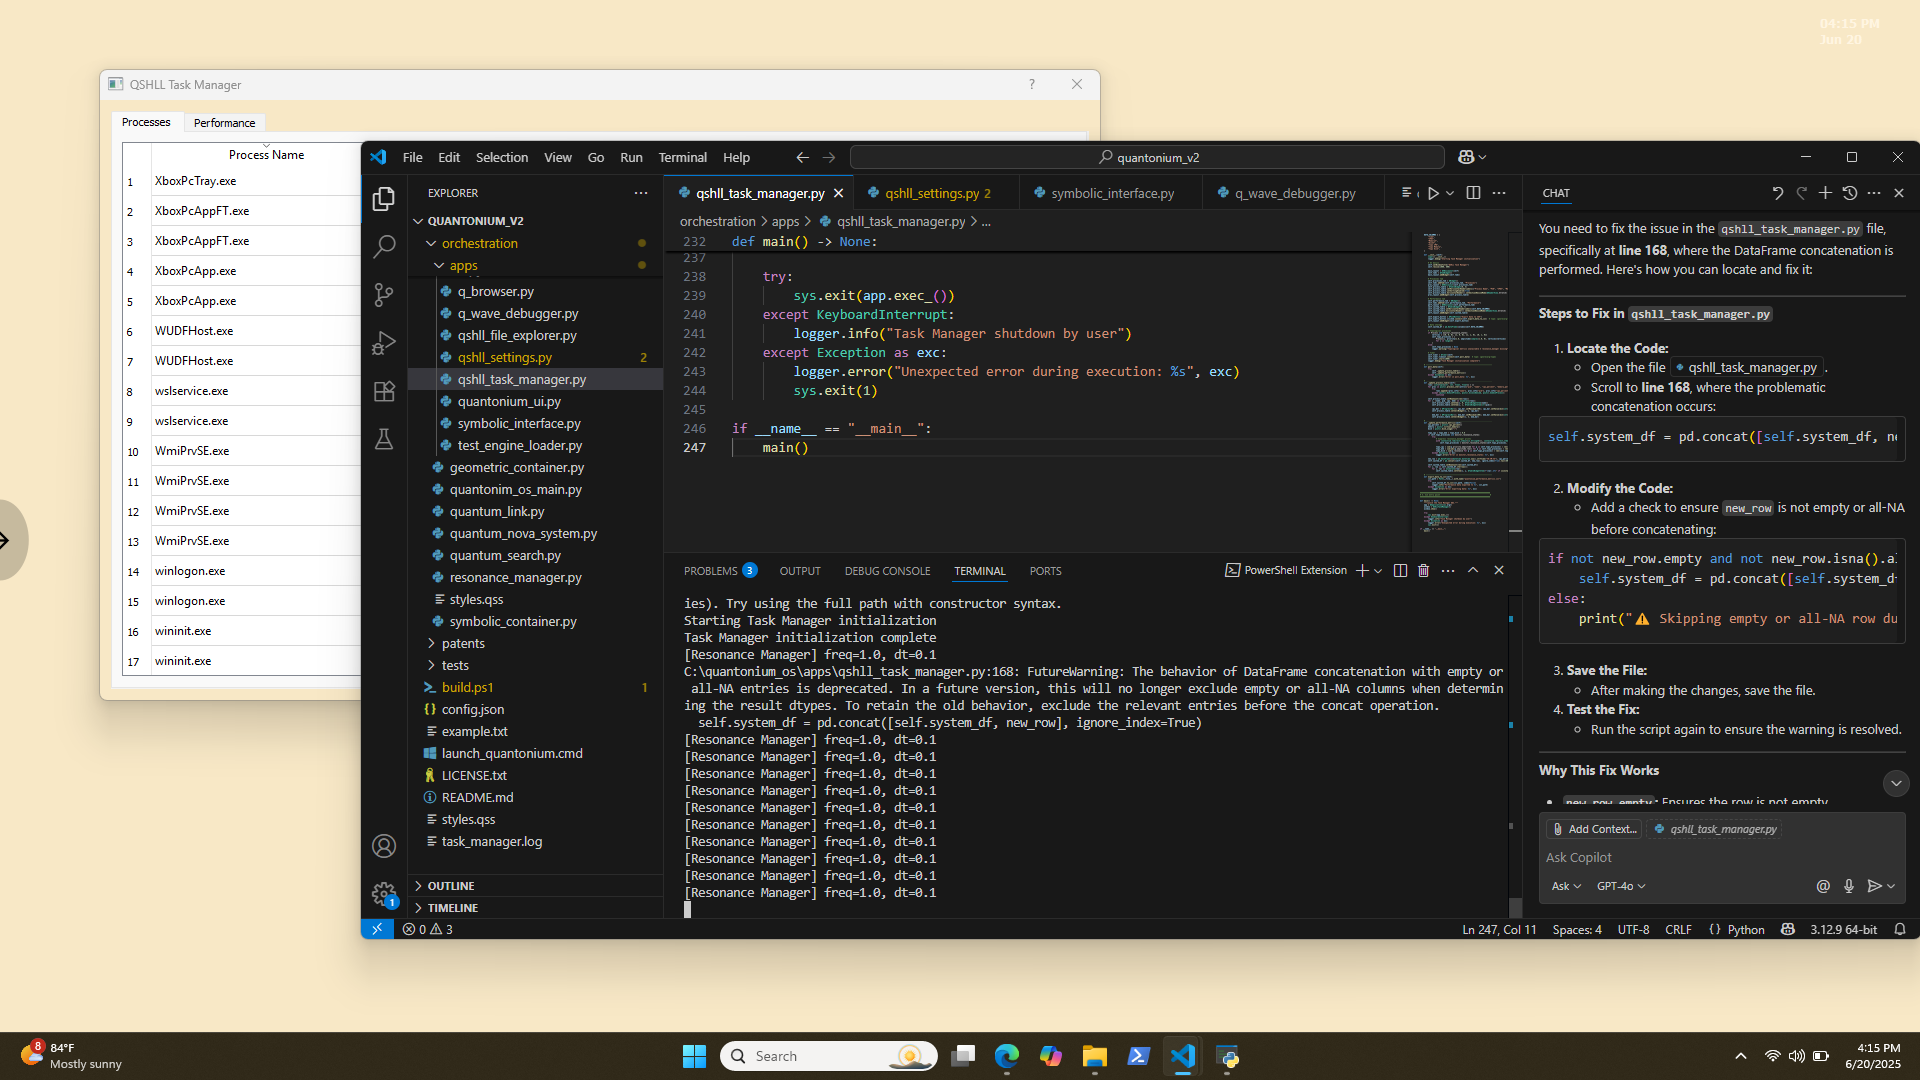 04:15 PM
Jun 20
QSHLL Task Manager
Processes
Performance
Process Name
1 XboxPcTray.exe
2 XboxPcAppFT.exe
3 XboxPcAppFT.exe
4 XboxPcApp.exe
5 XboxPcApp.exe
6 WUDFHost.exe
7 WUDFHost.exe
8 wslservice.exe
9 wslservice.exe
10 WmiPrvSE.exe
11 WmiPrvSE.exe
12 WmiPrvSE.exe
13 WmiPrvSE.exe
14 winlogon.exe
15 winlogon.exe
16 wininit.exe
17 wininit.exe
File Edit Selection View Go Run Terminal Help
quantonium_v2
EXPLORER
QUANTONIUM_V2
orchestration
apps
q_browser.py
q_wave_debugger.py
qshll_file_explorer.py
qshll_settings.py 2
qshll_task_manager.py
quantonium_ui.py
symbolic_interface.py
test_engine_loader.py
geometric_container.py
quantonim_os_main.py
quantum_link.py
quantum_nova_system.py
quantum_search.py
resonance_manager.py
styles.qss
symbolic_container.py
patents
tests
build.ps1 1
config.json
example.txt
launch_quantonium.cmd
LICENSE.txt
README.md
styles.qss
task_manager.log
OUTLINE
TIMELINE
qshll_task_manager.py
qshll_settings.py 2
symbolic_interface.py
q_wave_debugger.py
orchestration > apps > qshll_task_manager.py > ...
232 def main() -> None:
237
238 try:
239 sys.exit(app.exec_())
240 except KeyboardInterrupt:
241 logger.info("Task Manager shutdown by user")
242 except Exception as exc:
243 logger.error("Unexpected error during execution: %s", exc)
244 sys.exit(1)
245
246 if __name__ == "__main__":
247 main()
PROBLEMS 3 OUTPUT DEBUG CONSOLE TERMINAL PORTS
PowerShell Extension
ies). Try using the full path with constructor syntax.
Starting Task Manager initialization
Task Manager initialization complete
[Resonance Manager] freq=1.0, dt=0.1
C:\quantonium_os\apps\qshll_task_manager.py:168: FutureWarning: The behavior of DataFrame concatenation with empty or
all-NA entries is deprecated. In a future version, this will no longer exclude empty or all-NA columns when determin
ing the result dtypes. To retain the old behavior, exclude the relevant entries before the concat operation.
self.system_df = pd.concat([self.system_df, new_row], ignore_index=True)
[Resonance Manager] freq=1.0, dt=0.1
[Resonance Manager] freq=1.0, dt=0.1
[Resonance Manager] freq=1.0, dt=0.1
[Resonance Manager] freq=1.0, dt=0.1
[Resonance Manager] freq=1.0, dt=0.1
[Resonance Manager] freq=1.0, dt=0.1
[Resonance Manager] freq=1.0, dt=0.1
[Resonance Manager] freq=1.0, dt=0.1
[Resonance Manager] freq=1.0, dt=0.1
[Resonance Manager] freq=1.0, dt=0.1
CHAT
You need to fix the issue in the qshll_task_manager.py file,
specifically at line 168, where the DataFrame concatenation is
performed. Here's how you can locate and fix it:
Steps to Fix in qshll_task_manager.py
1. Locate the Code:
Open the file qshll_task_manager.py .
Scroll to line 168, where the problematic
concatenation occurs:
self.system_df = pd.concat([self.system_df, ne
2. Modify the Code:
Add a check to ensure new_row is not empty or all-NA
before concatenating:
if not new_row.empty and not new_row.isna().al
self.system_df = pd.concat([self.system_d
else:
print("⚠️ Skipping empty or all-NA row du
3. Save the File:
After making the changes, save the file.
4. Test the Fix:
Run the script again to ensure the warning is resolved.
Why This Fix Works
new_row.empty: Ensures the row is not empty.
Add Context...
qshll_task_manager.py
Ask Copilot
Ask GPT-4o
0 3
1
Ln 247, Col 11 Spaces: 4 UTF-8 CRLF {} Python 3.12.9 64-bit
8
84°F
Mostly sunny
Search
4:15 PM
6/20/2025